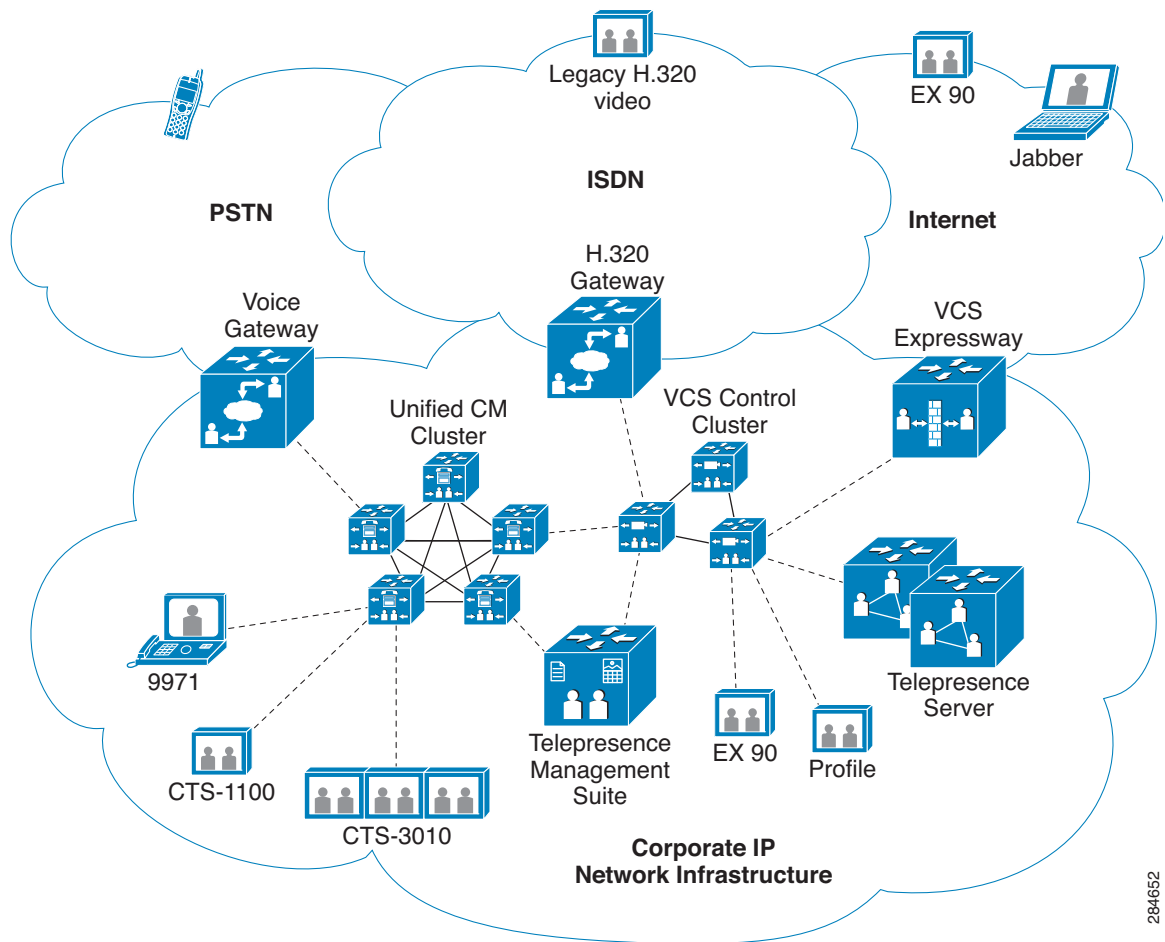 Legacy H.320
video
EX 90
Jabber
ISDN
PSTN
Internet
H.320
Gateway
Voice
Gateway
VCS
Expressway
Unified CM
Cluster
VCS Control
Cluster
9971
Telepresence
Server
CTS-1100
Telepresence
Management
Suite
EX 90
Profile
CTS-3010
Corporate IP
Network Infrastructure
284652